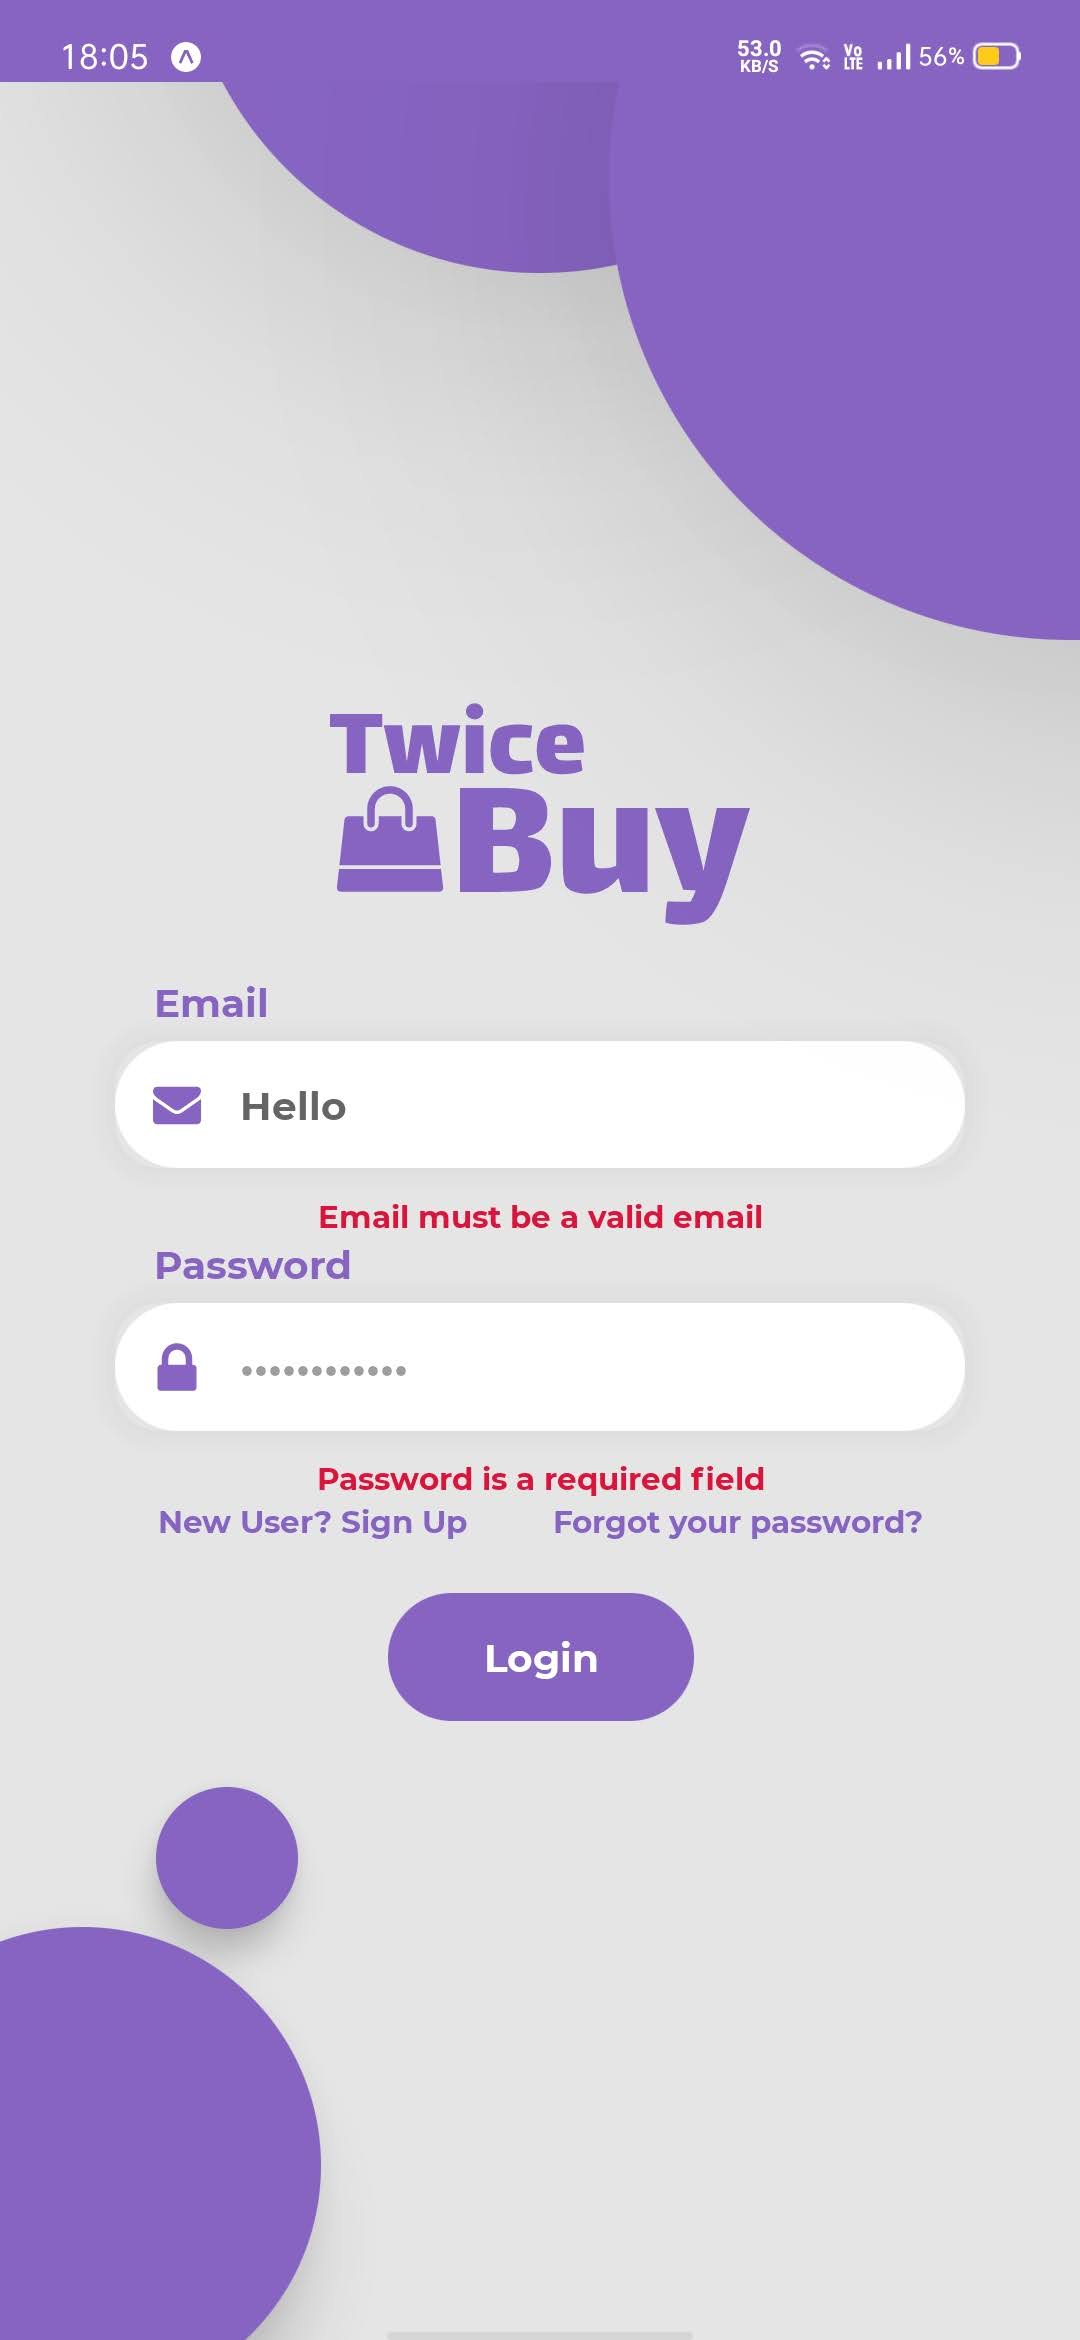 18:05
53.0
KB/S
Vo
LTE
56%
Twice
Buy
Email
Hello
Email must be a valid email
Password
••••••••••••
Password is a required field
New User? Sign Up
Forgot your password?
Login